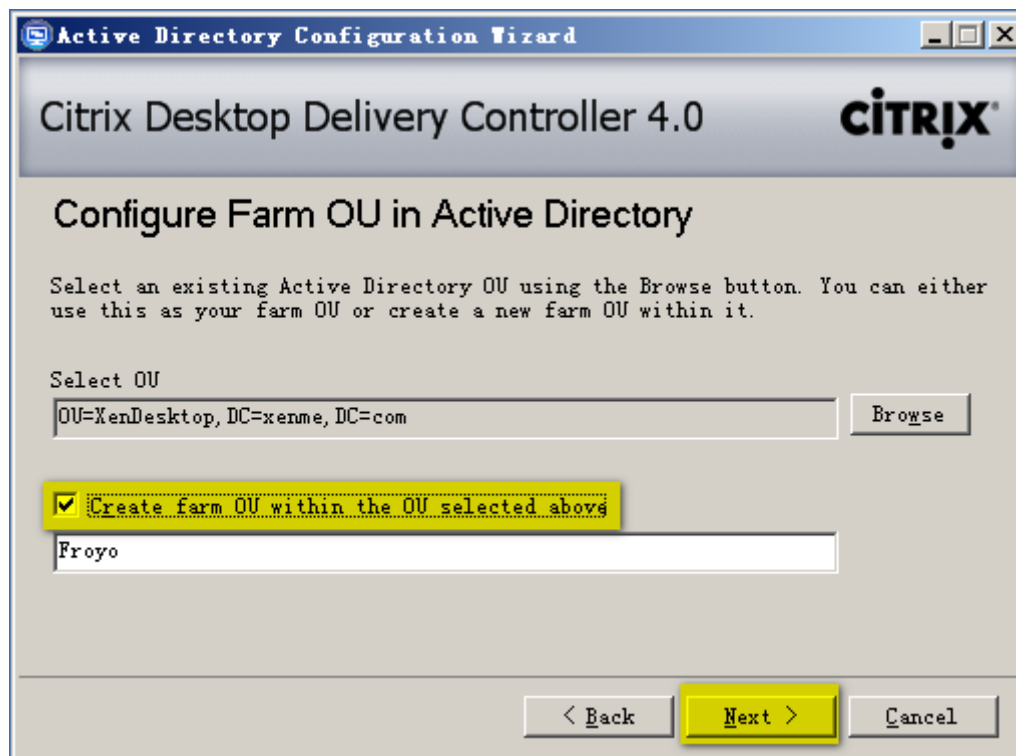 Active Directory Configuration Wizard
Citrix Desktop Delivery Controller 4.0
CITRIX
Configure Farm OU in Active Directory
Select an existing Active Directory OU using the Browse button. You can either
use this as your farm OU or create a new farm OU within it.
Select OU
OU=XenDesktop,DC=xenme,DC=com
Browse
Create farm OU within the OU selected above
Froyo
< Back
Next >
Cancel